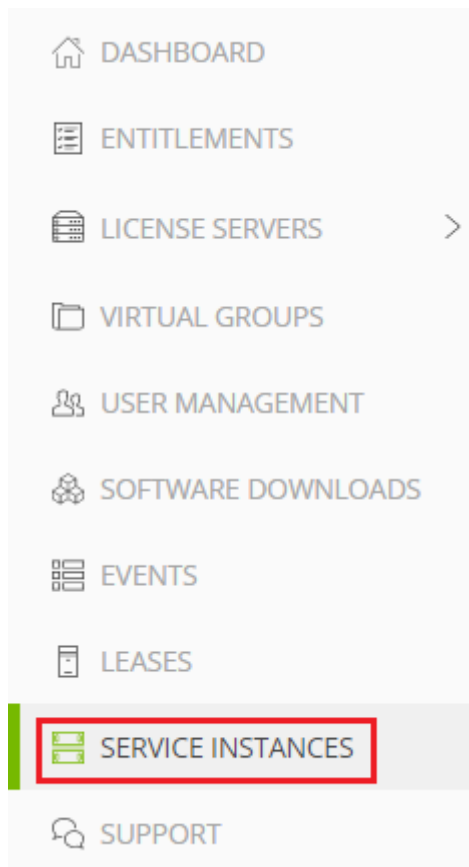 DASHBOARD
ENTITLEMENTS
LICENSE SERVERS
VIRTUAL GROUPS
USER MANAGEMENT
SOFTWARE DOWNLOADS
EVENTS
LEASES
SERVICE INSTANCES
SUPPORT